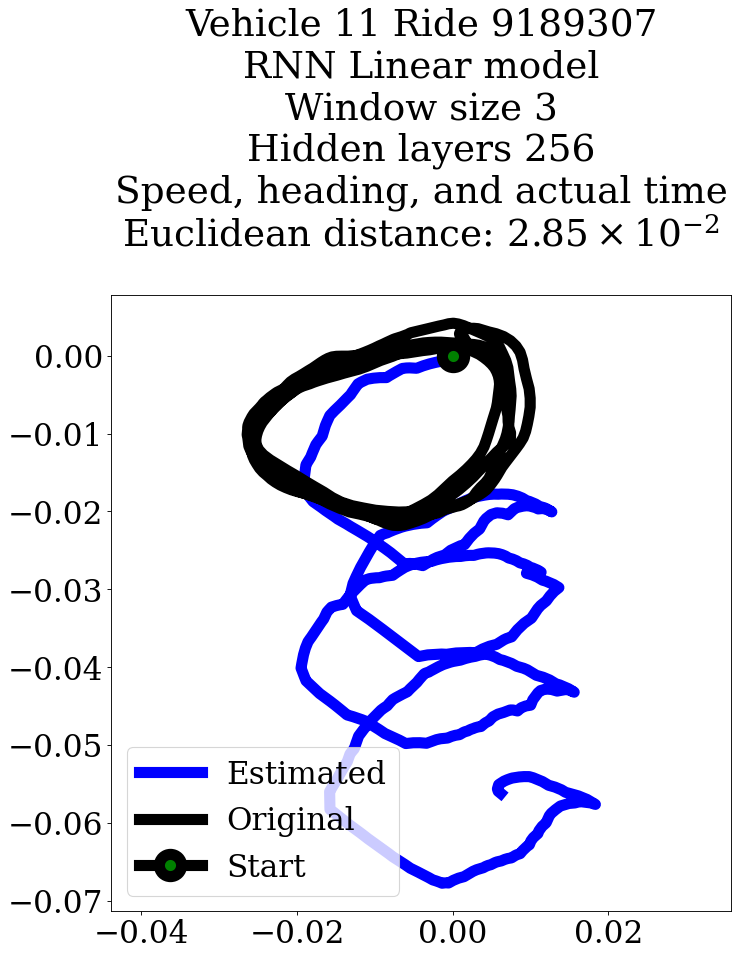 Vehicle 11 Ride 9189307
RNN Linear model
Window size 3
Hidden layers 256
Speed, heading, and actual time
Euclidean distance: 2.85 × 10⁻²
0.00
−0.01
−0.02
−0.03
−0.04
−0.05
−0.06
−0.07
Estimated
Original
Start
−0.04 −0.02 0.00 0.02